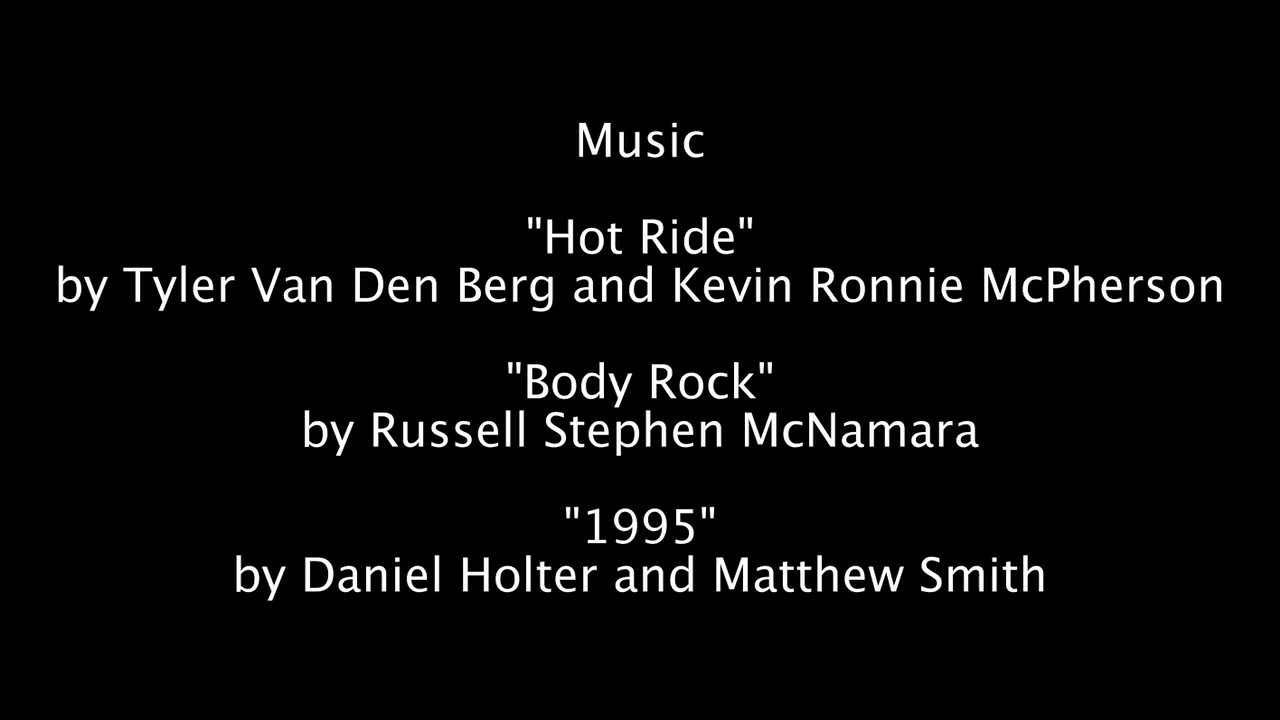 Music
"Hot Ride"
by Tyler Van Den Berg and Kevin Ronnie McPherson
"Body Rock"
by Russell Stephen McNamara
"1995"
by Daniel Holter and Matthew Smith